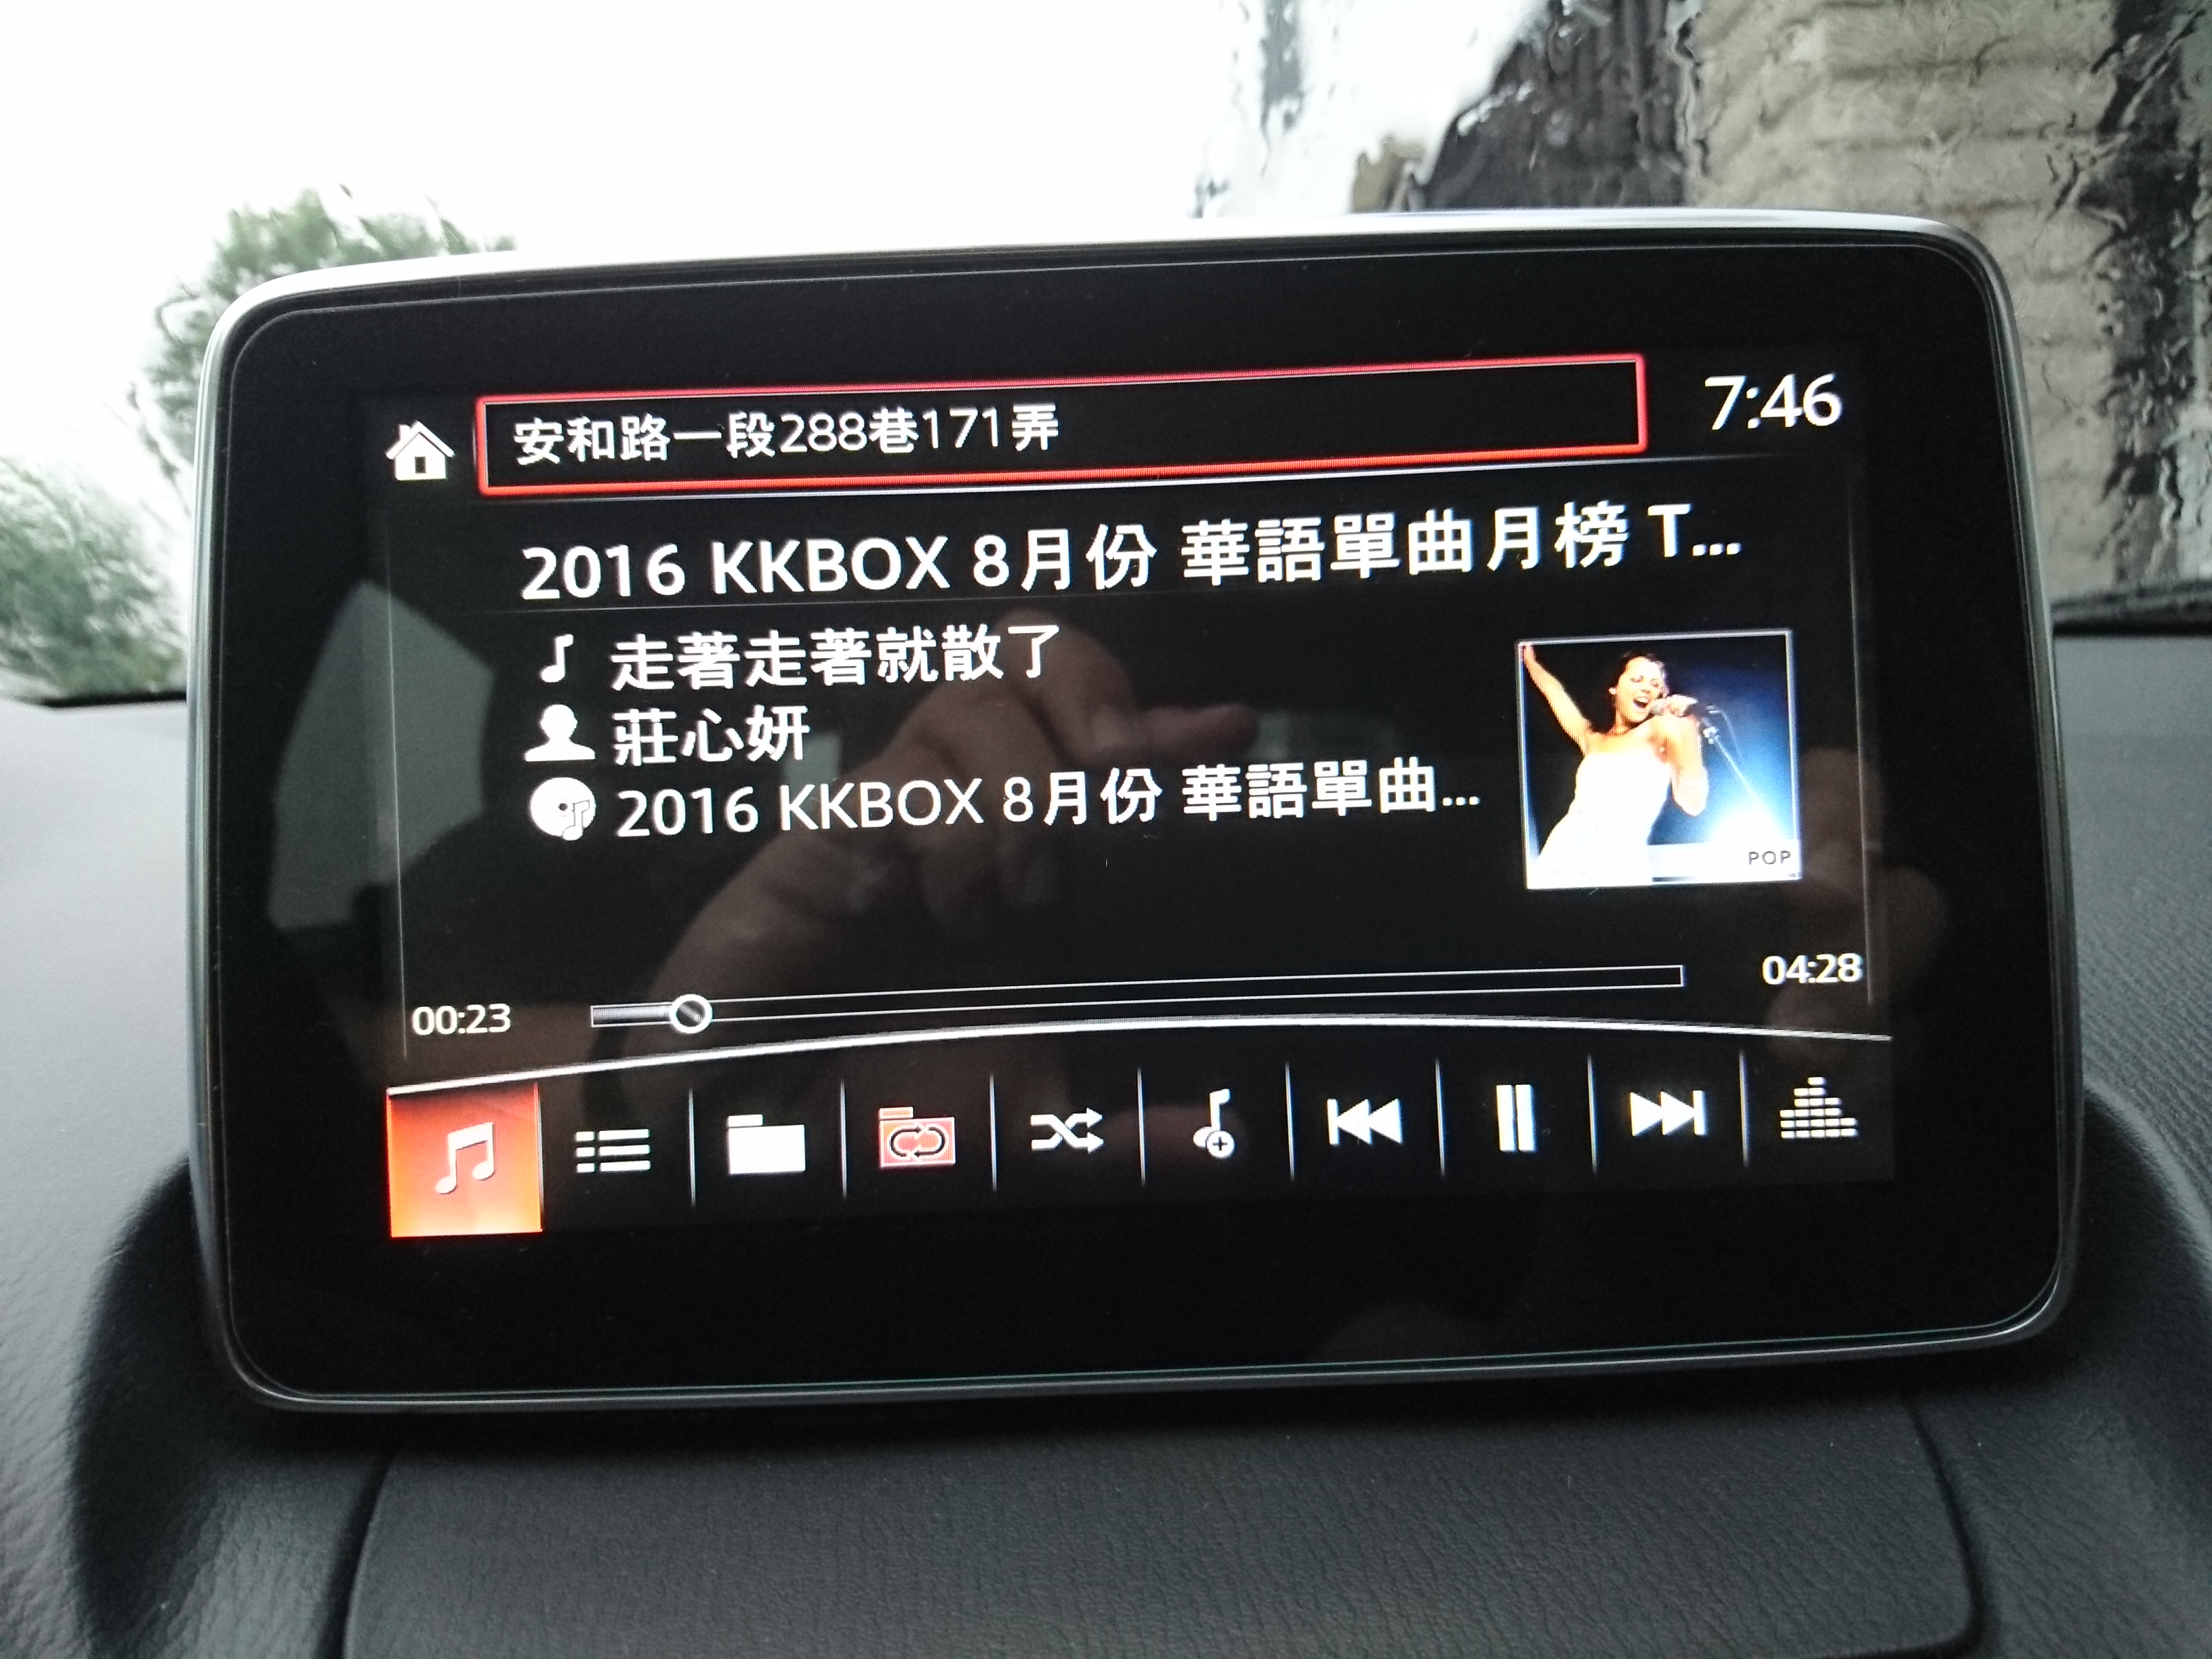 安和路一段288巷171弄
7:46
2016 KKBOX 8月份 華語單曲月榜 T...
走著走著就散了
莊心妍
2016 KKBOX 8月份 華語單曲...
POP
00:23
04:28